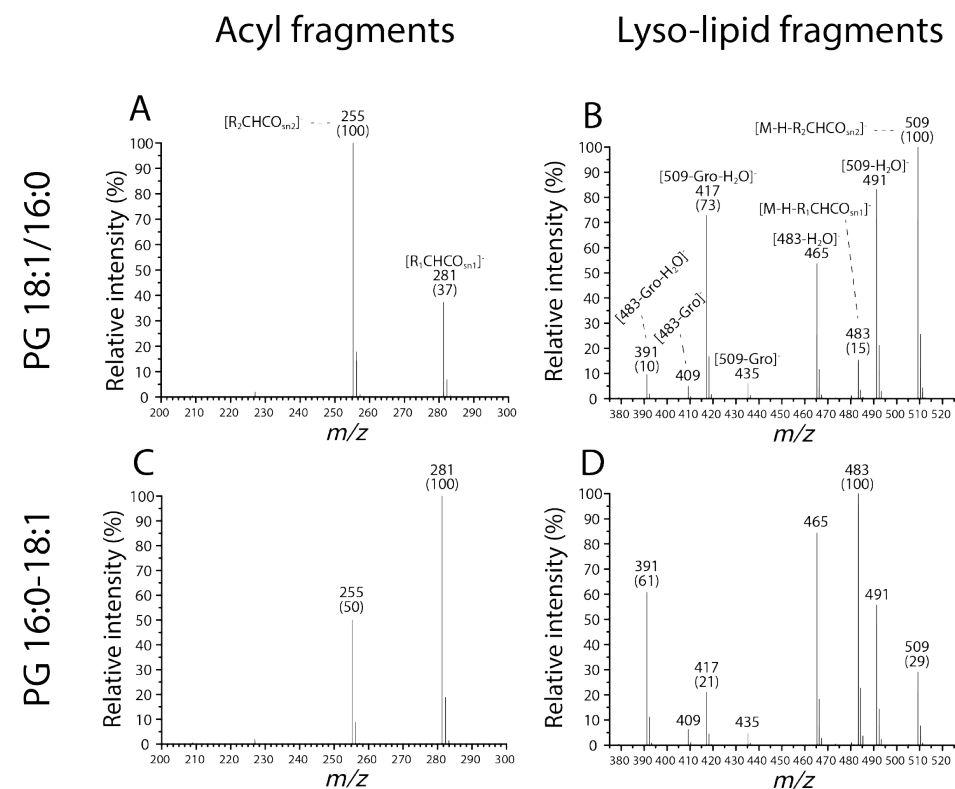 Acyl fragments
Lyso-lipid fragments
PG 18:1/16:0
A
[R₂CHCOsn2]⁻
255
(100)
[R₁CHCOsn1]⁻
281
(37)
Relative intensity (%)
100
90
80
70
60
50
40
30
20
10
0
200 210 220 230 240 250 260 270 280 290 300
m/z
B
[M-H-R₂CHCOsn2]⁻
509
(100)
[509-H₂O]⁻
491
[509-Gro-H₂O]⁻
417
(73)
[M-H-R₁CHCOsn1]⁻
[483-H₂O]⁻
465
[483-Gro-H₂O]⁻
[483-Gro]⁻
483
(15)
391
(10)
409
[509-Gro]⁻
435
Relative intensity (%)
100
90
80
70
60
50
40
30
20
10
0
380 390 400 410 420 430 440 450 460 470 480 490 500 510 520
m/z
PG 16:0-18:1
C
281
(100)
255
(50)
Relative intensity (%)
100
90
80
70
60
50
40
30
20
10
0
200 210 220 230 240 250 260 270 280 290 300
m/z
D
483
(100)
465
391
(61)
491
509
(29)
417
(21)
409
435
Relative intensity (%)
100
90
80
70
60
50
40
30
20
10
0
380 390 400 410 420 430 440 450 460 470 480 490 500 510 520
m/z